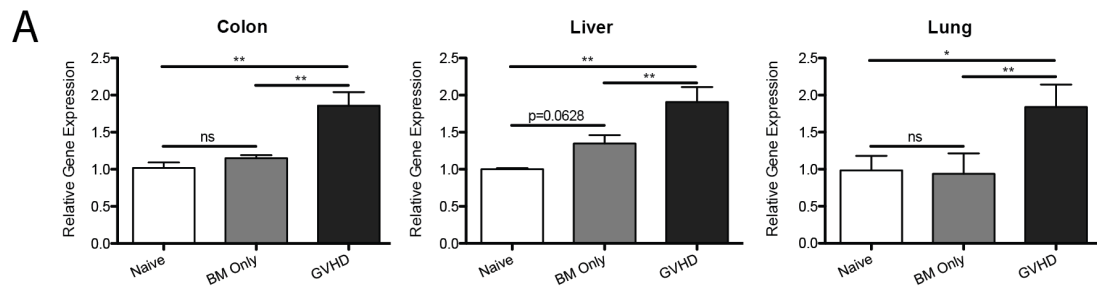 A
Colon
Relative Gene Expression
2.5
2.0
1.5
1.0
0.5
0.0
**
**
ns
Naive
BM Only
GVHD
Liver
Relative Gene Expression
2.5
2.0
1.5
1.0
0.5
0.0
**
**
p=0.0628
Naive
BM Only
GVHD
Lung
Relative Gene Expression
2.5
2.0
1.5
1.0
0.5
0.0
*
**
ns
Naive
BM Only
GVHD